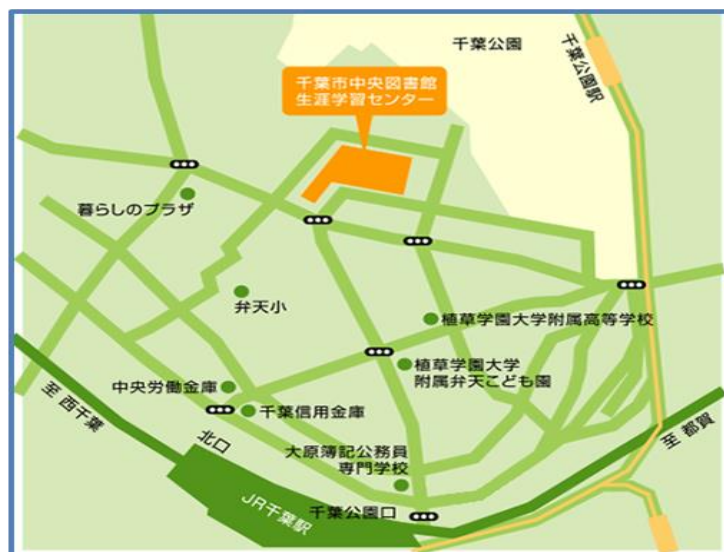 千葉公園
千葉公園駅
千葉市中央図書館
生涯学習センター
暮らしのプラザ
弁天小
植草学園大学附属高等学校
植草学園大学
附属弁天こども園
中央労働金庫
千葉信用金庫
至 西千葉
至 都賀
北口
大原簿記公務員
専門学校
JR千葉駅
千葉公園口